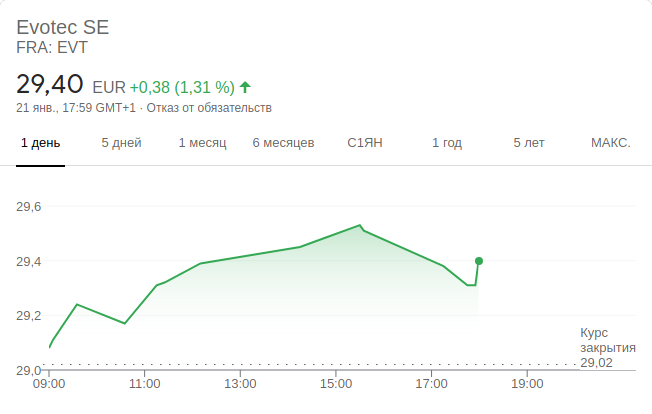 Evotec SE
FRA: EVT
29,40 EUR +0,38 (1,31 %)
21 янв., 17:59 GMT+1 · Отказ от обязательств
1 день 5 дней 1 месяц 6 месяцев С1ЯН 1 год 5 лет МАКС.
29,6
29,4
29,2
Курс
закрытия
29,02
29,0
09:00 11:00 13:00 15:00 17:00 19:00